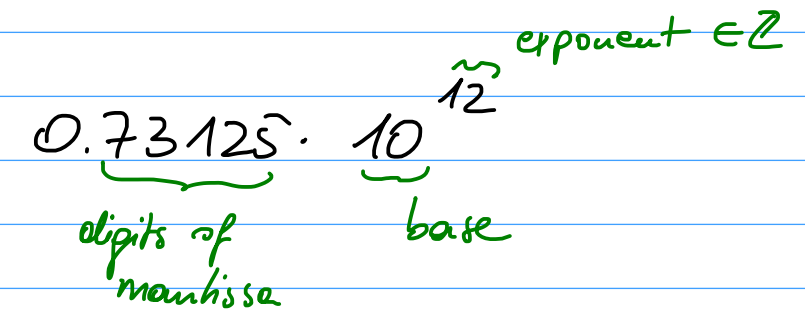 exponent ∈ ℤ
0.73125 · 10^12
digits of base
mantissa